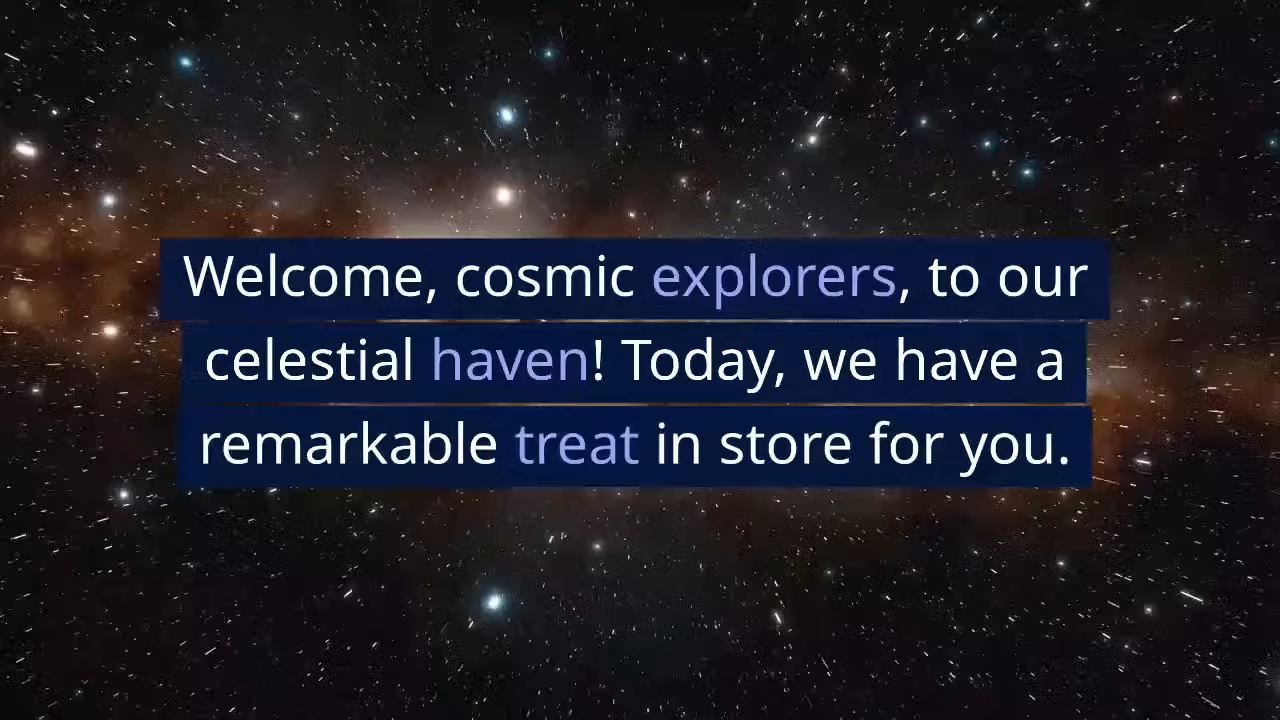 Welcome, cosmic explorers, to our
celestial haven! Today, we have a
remarkable treat in store for you.